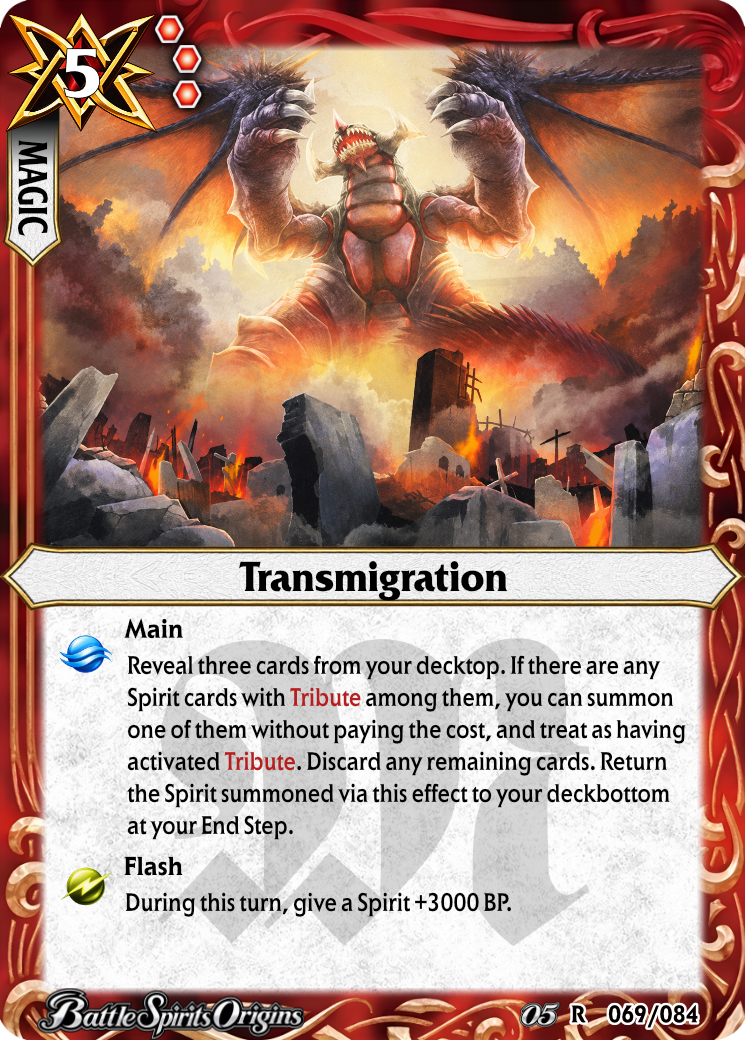 5
MAGIC
Transmigration
Main
Reveal three cards from your decktop. If there are any
Spirit cards with Tribute among them, you can summon
one of them without paying the cost, and treat as having
activated Tribute. Discard any remaining cards. Return
the Spirit summoned via this effect to your deckbottom
at your End Step.
Flash
During this turn, give a Spirit +3000 BP.
Battle Spirits Origins
05 R 069/084